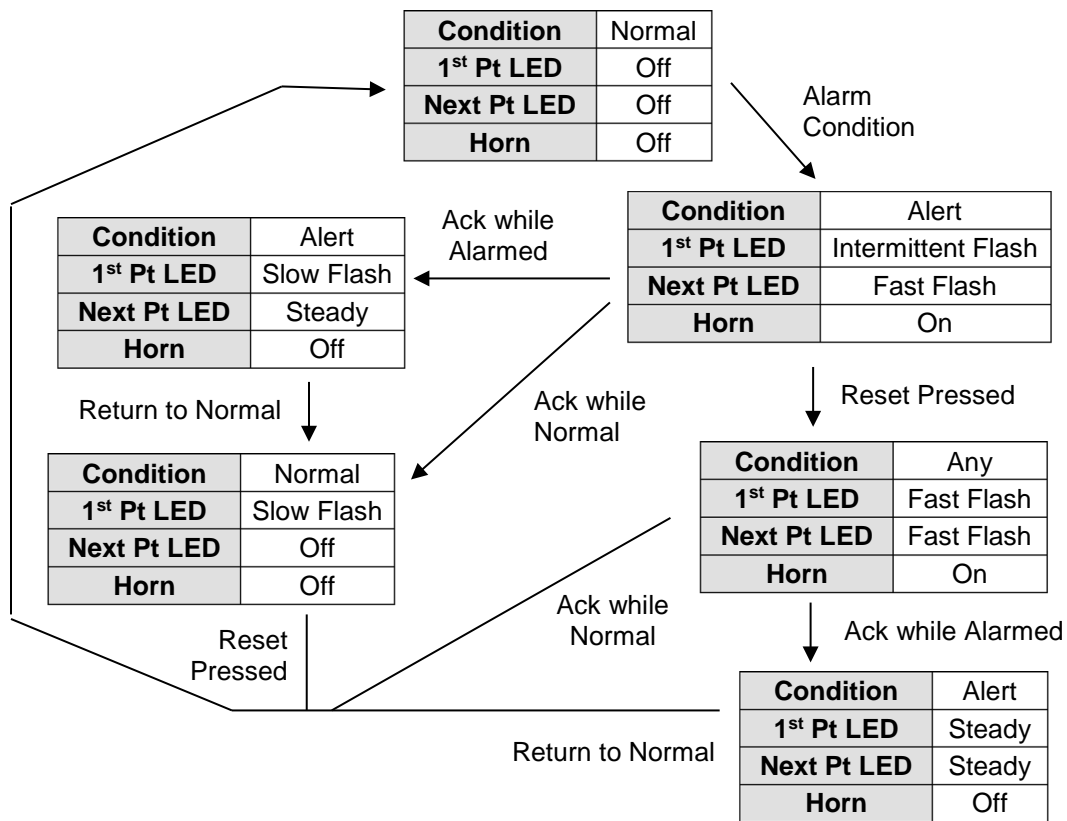 Condition Normal
1st Pt LED Off
Next Pt LED Off
Horn Off
Alarm
Condition
Condition Alert
1st Pt LED Intermittent Flash
Next Pt LED Fast Flash
Horn On
Ack while
Alarmed
Condition Alert
1st Pt LED Slow Flash
Next Pt LED Steady
Horn Off
Return to Normal
Ack while
Normal
Reset Pressed
Condition Normal
1st Pt LED Slow Flash
Next Pt LED Off
Horn Off
Condition Any
1st Pt LED Fast Flash
Next Pt LED Fast Flash
Horn On
Reset
Pressed
Ack while
Normal
Ack while Alarmed
Return to Normal
Condition Alert
1st Pt LED Steady
Next Pt LED Steady
Horn Off